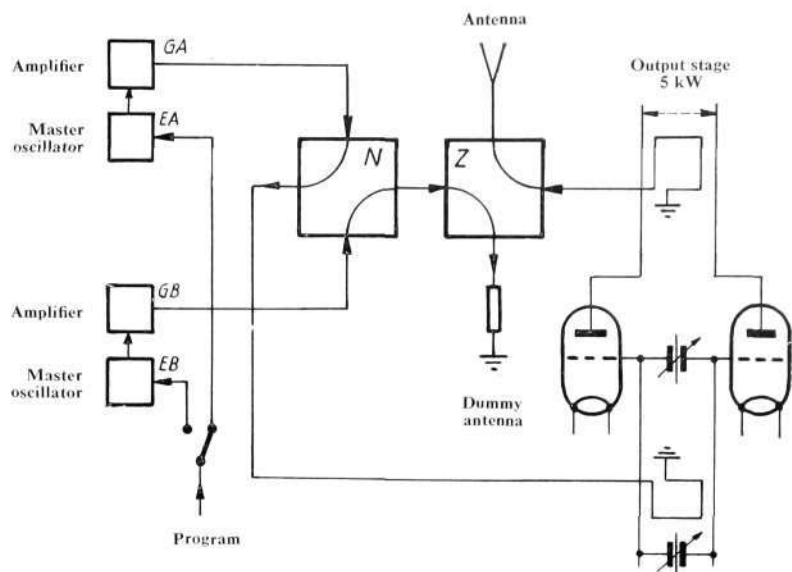 Antenna
GA
Amplifier
Output stage
5 kW
EA
Master
oscillator
N
Z
GB
Amplifier
EB
Master
oscillator
Dummy
antenna
Program